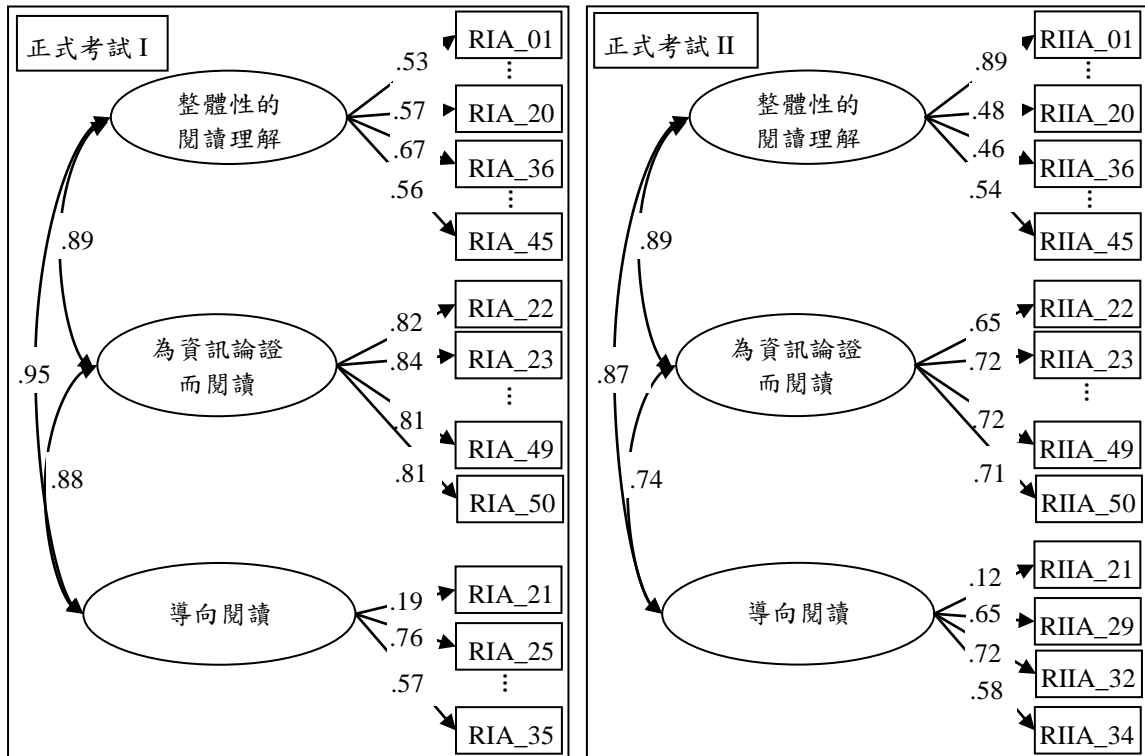 正式考試 I
整體性的
閱讀理解
.53
.57
.67
.56
RIA_01
RIA_20
RIA_36
RIA_45
.89
為資訊論證
而閱讀
.82
.84
.81
.81
RIA_22
RIA_23
RIA_49
RIA_50
.95
.88
導向閱讀
.19
.76
.57
RIA_21
RIA_25
RIA_35
正式考試 II
整體性的
閱讀理解
.89
.48
.46
.54
RIIA_01
RIIA_20
RIIA_36
RIIA_45
.89
為資訊論證
而閱讀
.65
.72
.72
.71
RIIA_22
RIIA_23
RIIA_49
RIIA_50
.87
.74
導向閱讀
.12
.65
.72
.58
RIIA_21
RIIA_29
RIIA_32
RIIA_34